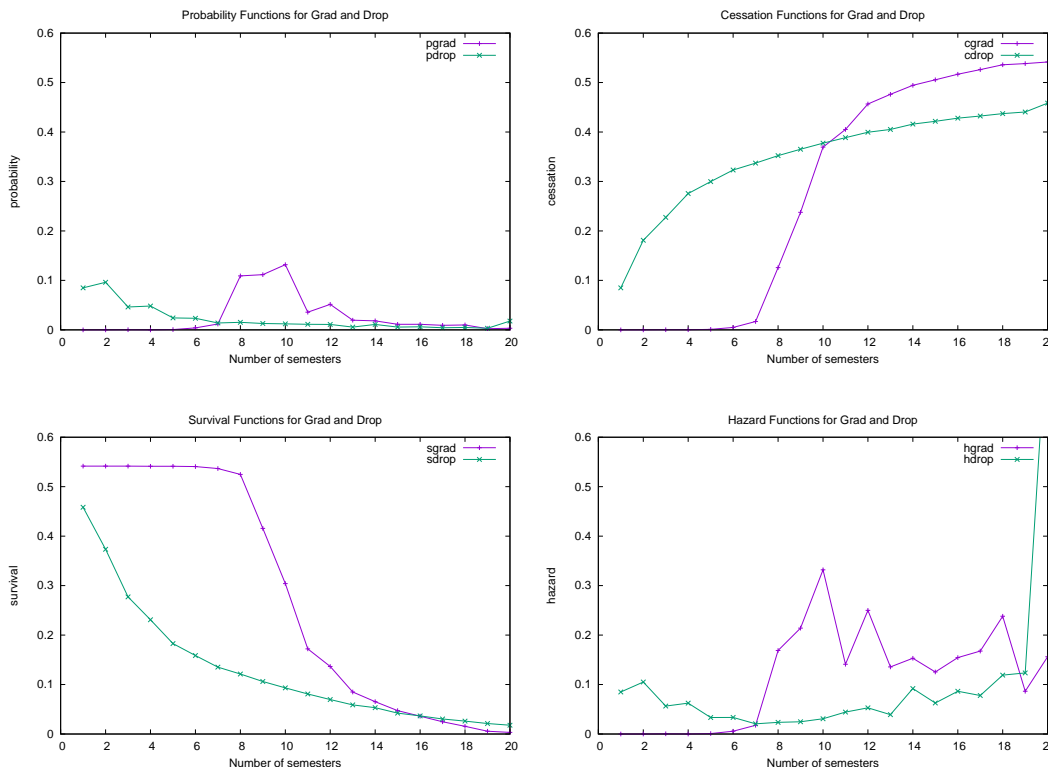 Probability Functions for Grad and Drop
0.6
0.5
0.4
0.3
0.2
0.1
0
0 2 4 6 8 10 12 14 16 18 20
probability
Number of semesters
pgrad
pdrop
Cessation Functions for Grad and Drop
0.6
0.5
0.4
0.3
0.2
0.1
0
0 2 4 6 8 10 12 14 16 18 2
cessation
Number of semesters
cgrad
cdrop
Survival Functions for Grad and Drop
0.6
0.5
0.4
0.3
0.2
0.1
0
0 2 4 6 8 10 12 14 16 18 20
survival
Number of semesters
sgrad
sdrop
Hazard Functions for Grad and Drop
0.6
0.5
0.4
0.3
0.2
0.1
0
0 2 4 6 8 10 12 14 16 18 2
hazard
Number of semesters
hgrad
hdrop